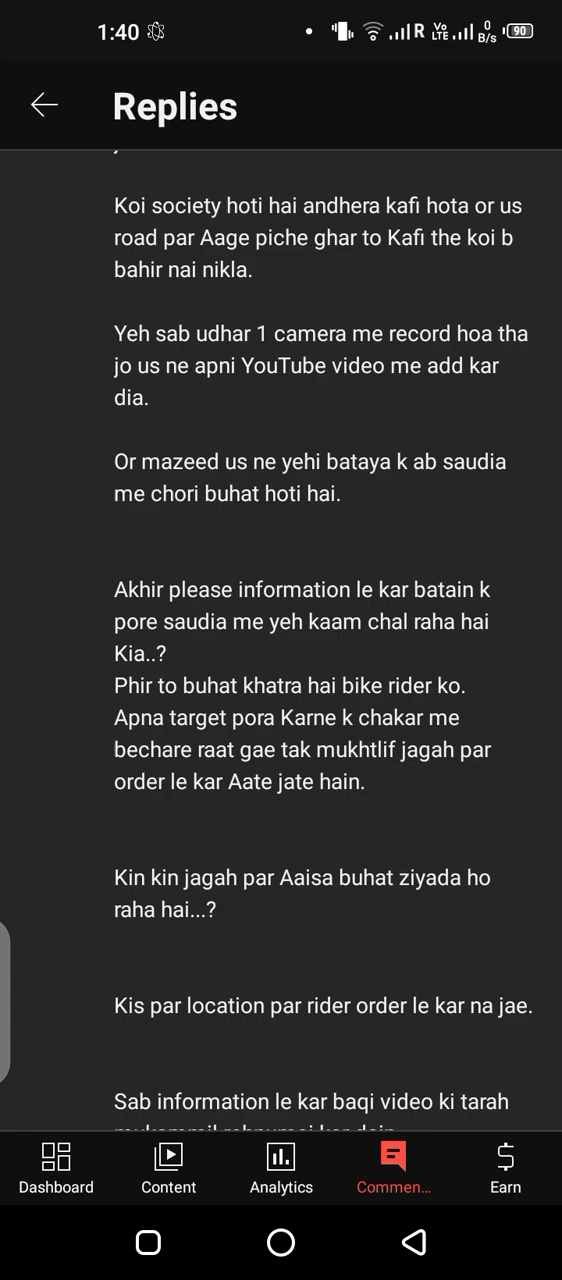 1:40
R
Vo
LTE
0
B/s
90
Replies
Koi society hoti hai andhera kafi hota or us
road par Aage piche ghar to Kafi the koi b
bahir nai nikla.
Yeh sab udhar 1 camera me record hoa tha
jo us ne apni YouTube video me add kar
dia.
Or mazeed us ne yehi bataya k ab saudia
me chori buhat hoti hai.
Akhir please information le kar batain k
pore saudia me yeh kaam chal raha hai
Kia..?
Phir to buhat khatra hai bike rider ko.
Apna target pora Karne k chakar me
bechare raat gae tak mukhtlif jagah par
order le kar Aate jate hain.
Kin kin jagah par Aaisa buhat ziyada ho
raha hai...?
Kis par location par rider order le kar na jae.
Sab information le kar baqi video ki tarah
Dashboard
Content
Analytics
Commen...
Earn